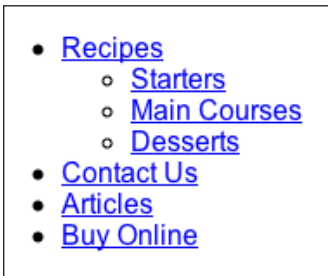 Recipes
Starters
Main Courses
Desserts
Contact Us
Articles
Buy Online